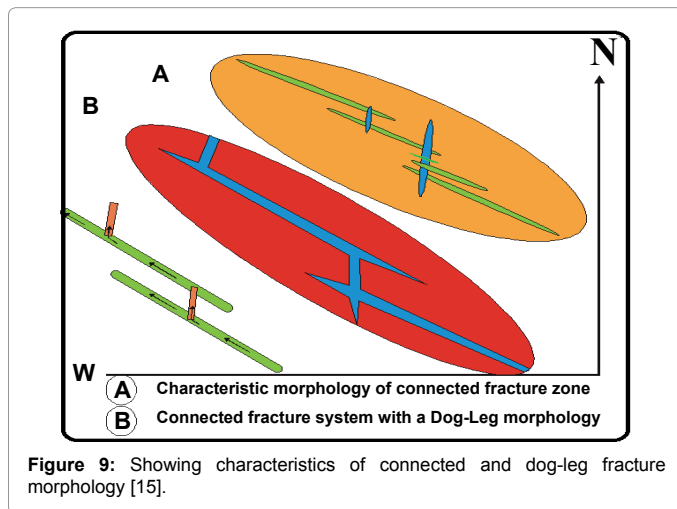 N
A
B
W
A Characteristic morphology of connected fracture zone
B Connected fracture system with a Dog-Leg morphology
Figure 9: Showing characteristics of connected and dog-leg fracture
morphology [15].